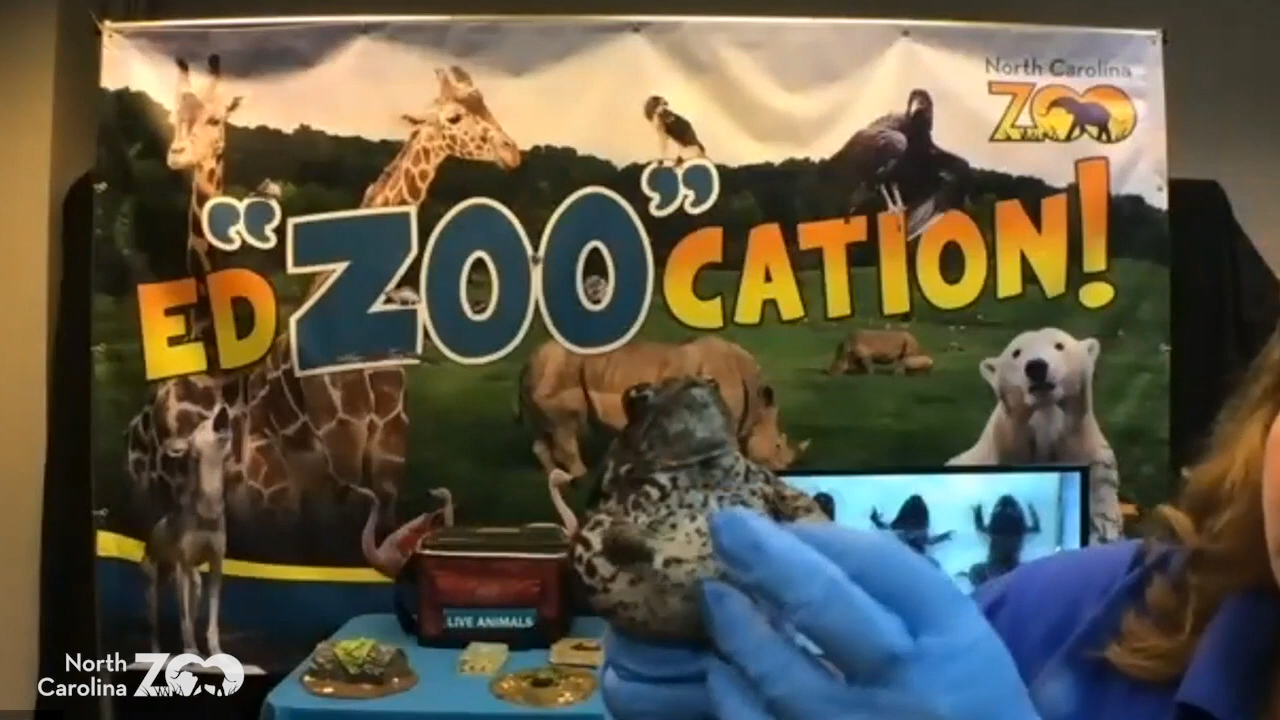 North Carolina
ZOO
ED "ZOO" CATION!
LIVE ANIMALS
North
Carolina ZOO